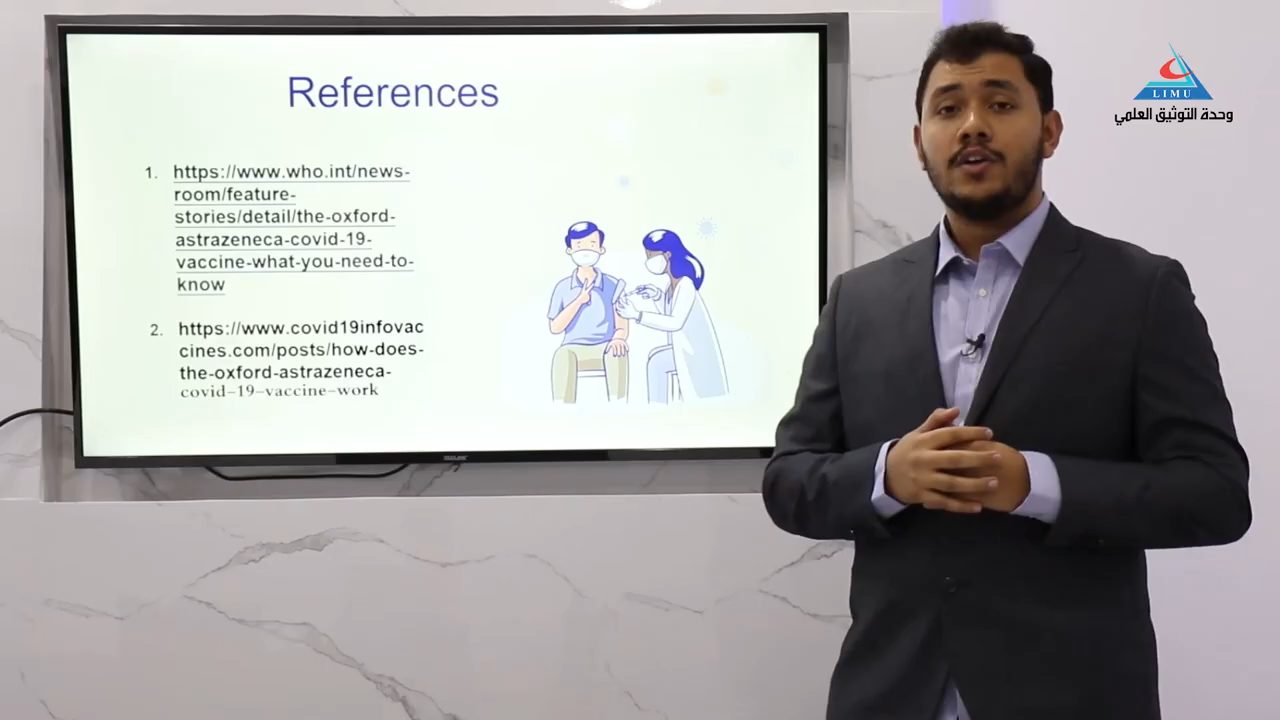 References
1. https://www.who.int/news-
room/feature-
stories/detail/the-oxford-
astrazeneca-covid-19-
vaccine-what-you-need-to-
know
2. https://www.covid19infovac
cines.com/posts/how-does-
the-oxford-astrazeneca-
covid-19-vaccine-work
LIMU
وحدة التوثيق العلمي